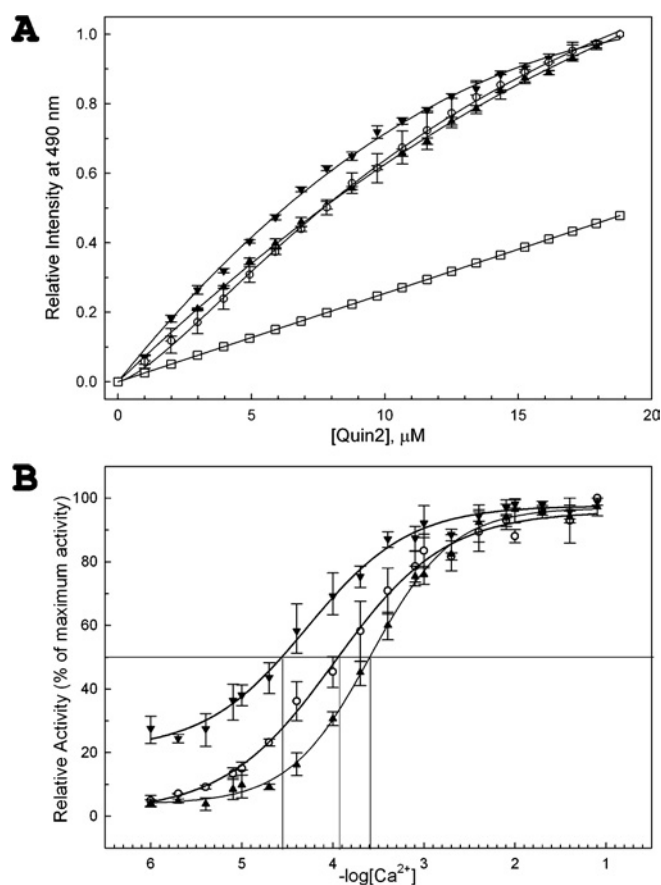 A
1.0
0.8
0.6
0.4
0.2
0.0
Relative Intensity at 490 nm
0 5 10 15 20
[Quin2], μM
B
100
80
60
40
20
0
Relative Activity (% of maximum activity)
6 5 4 3 2 1
-log[Ca²⁺]